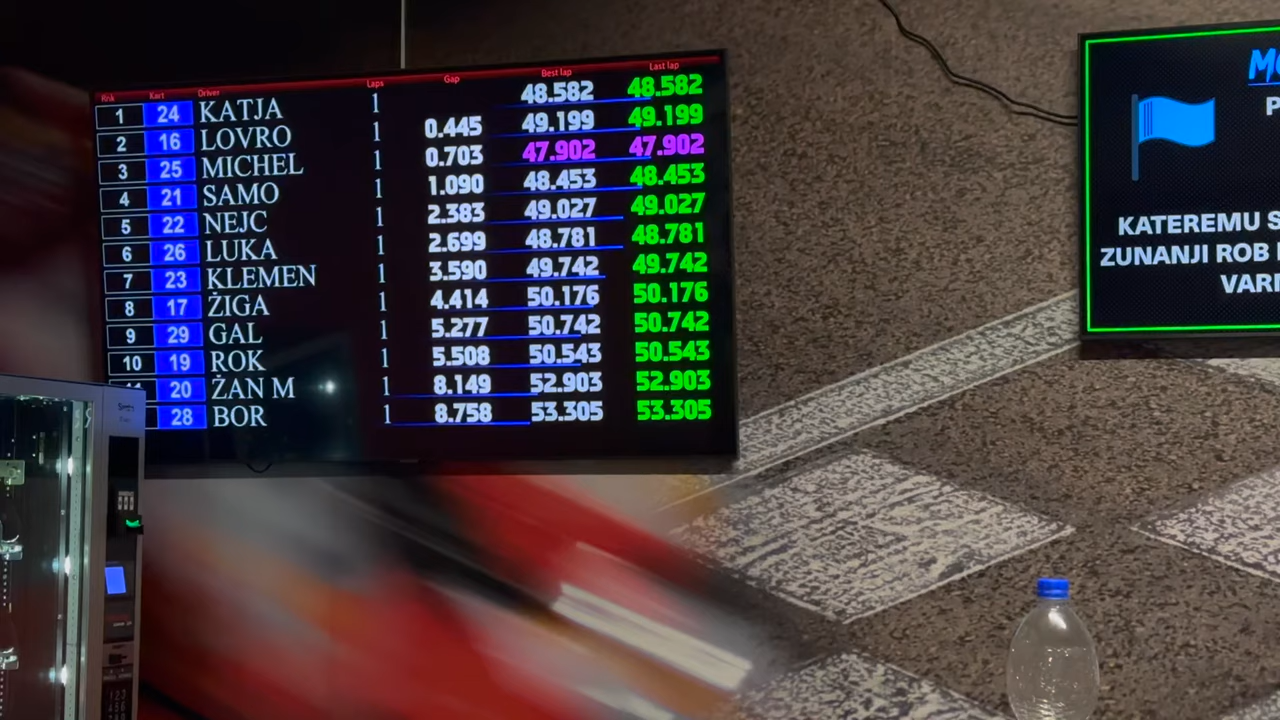 Rnk Kart Driver Laps Gap Best lap Last lap
1 24 KATJA 1 48.582 48.582
2 16 LOVRO 1 0.445 49.199 49.199
3 25 MICHEL 1 0.703 47.902 47.902
4 21 SAMO 1 1.090 48.453 48.453
5 22 NEJC 1 2.383 49.027 49.027
6 26 LUKA 1 2.699 48.781 48.781
7 23 KLEMEN 1 3.590 49.742 49.742
8 17 ŽIGA 1 4.414 50.176 50.176
9 29 GAL 1 5.277 50.742 50.742
10 19 ROK 1 5.508 50.543 50.543
20 ŽAN M 1 8.149 52.903 52.903
28 BOR 1 8.758 53.305 53.305
KATEREMU
ZUNANJI ROB